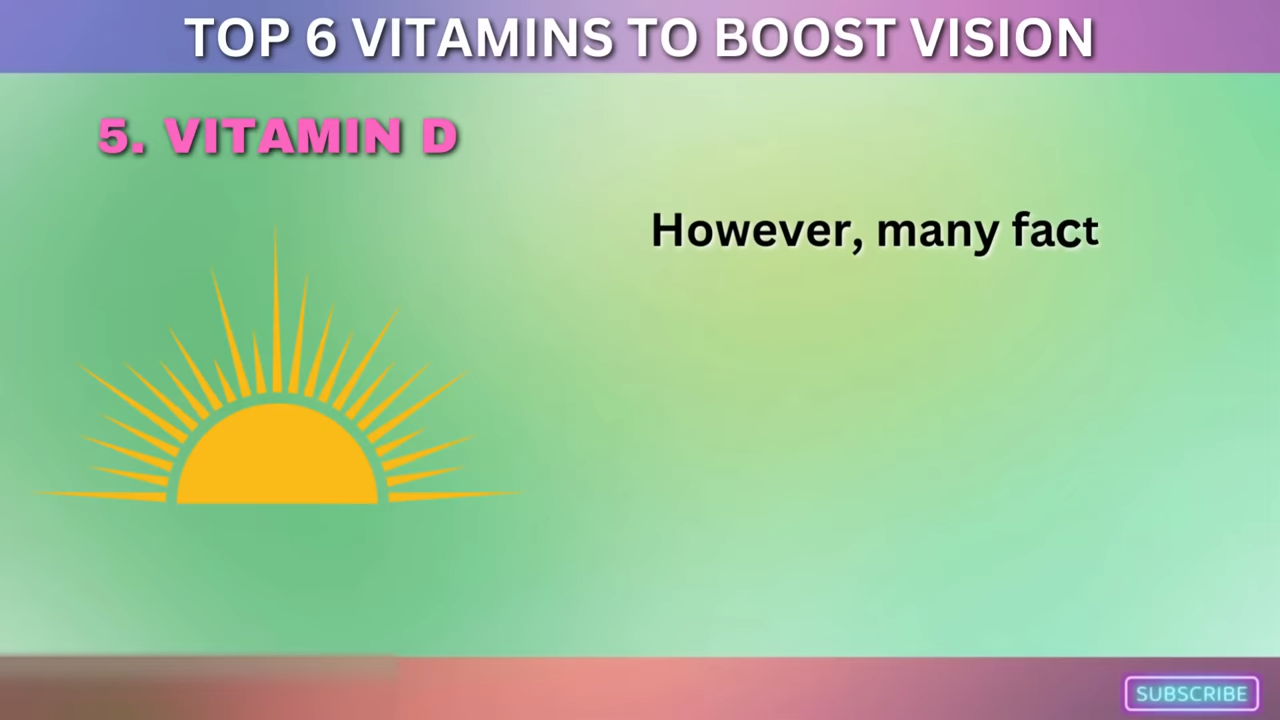 TOP 6 VITAMINS TO BOOST VISION
5. VITAMIN D
However, many fact
SUBSCRIBE